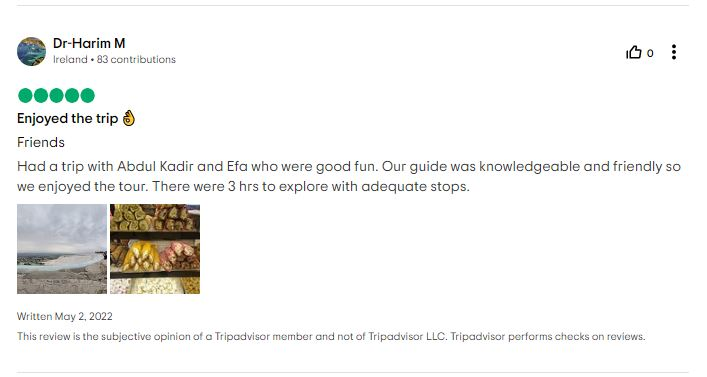 Dr-Harim M
Ireland • 83 contributions
0
Enjoyed the trip 👌
Friends
Had a trip with Abdul Kadir and Efa who were good fun. Our guide was knowledgeable and friendly so
we enjoyed the tour. There were 3 hrs to explore with adequate stops.
Written May 2, 2022
This review is the subjective opinion of a Tripadvisor member and not of Tripadvisor LLC. Tripadvisor performs checks on reviews.